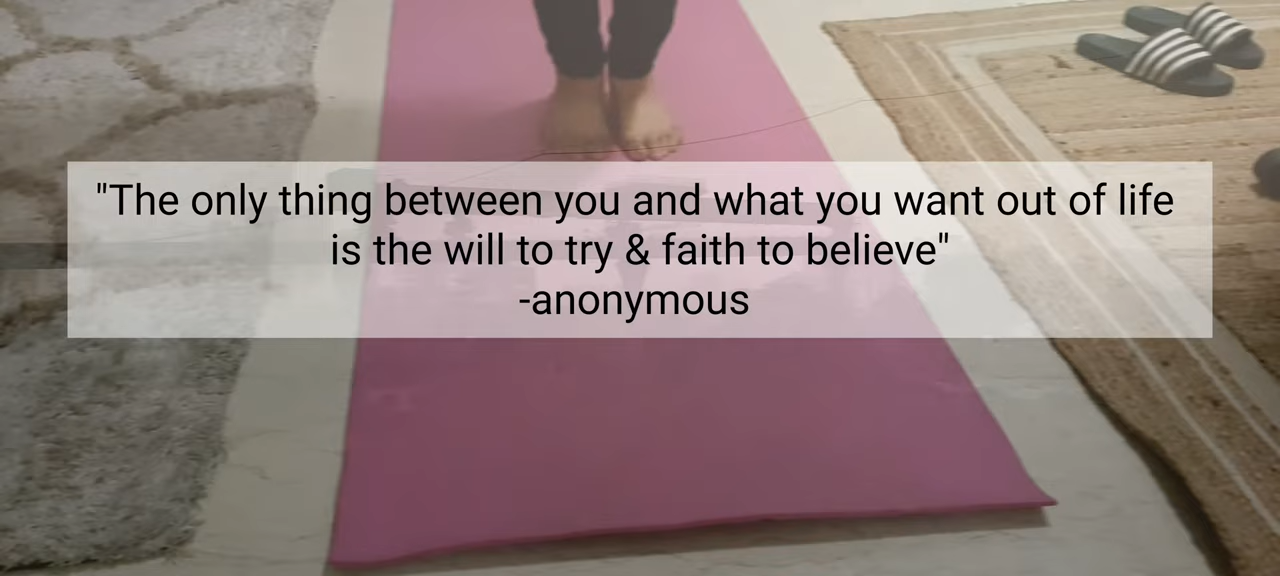 "The only thing between you and what you want out of life
is the will to try & faith to believe"
-anonymous